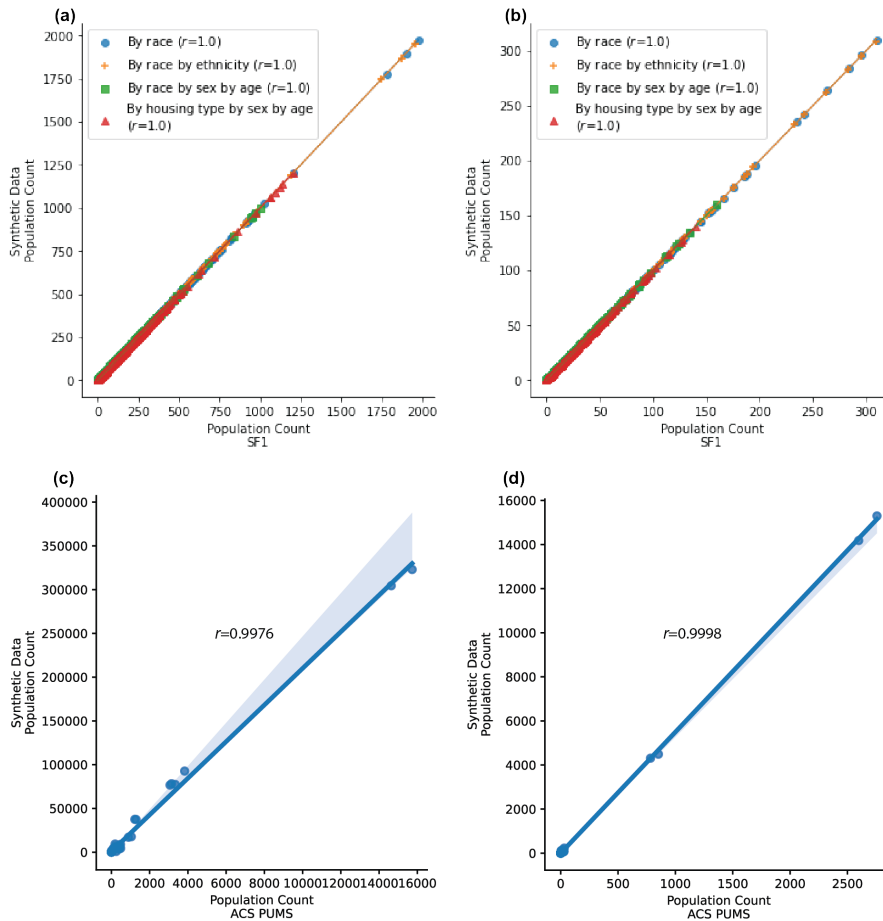 (a)
2000
1750
1500
1250
1000
750
500
250
0
By race (r=1.0)
By race by ethnicity (r=1.0)
By race by sex by age (r=1.0)
By housing type by sex by age
(r=1.0)
Synthetic Data
Population Count
0 250 500 750 1000 1250 1500 1750 2000
Population Count
SF1
(b)
300
250
200
150
100
50
0
By race (r=1.0)
By race by ethnicity (r=1.0)
By race by sex by age (r=1.0)
By housing type by sex by age
(r=1.0)
Synthetic Data
Population Count
0 50 100 150 200 250 300
Population Count
SF1
(c)
400000
350000
300000
250000
200000
150000
100000
50000
0
r=0.9976
Synthetic Data
Population Count
0 2000 4000 6000 8000 10000 12000 14000 16000
Population Count
ACS PUMS
(d)
16000
14000
12000
10000
8000
6000
4000
2000
0
r=0.9998
Synthetic Data
Population Count
0 500 1000 1500 2000 2500
Population Count
ACS PUMS